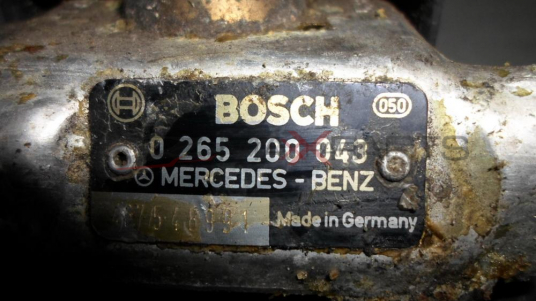 BOSCH 050
0 265 200 043
MERCEDES - BENZ
Made in Germany